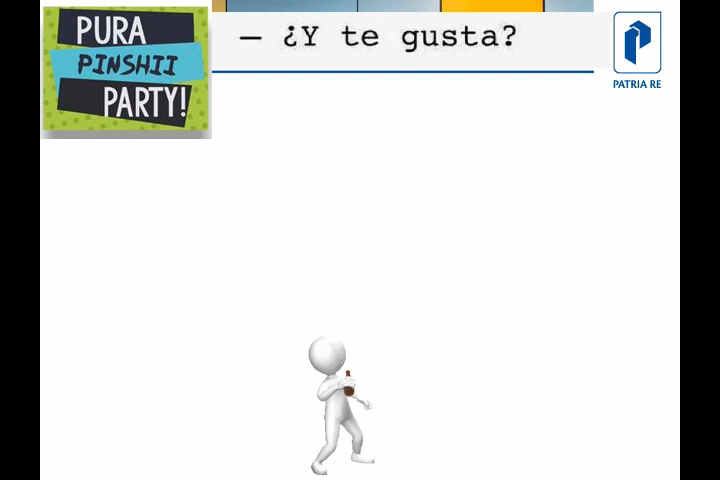 PURA
PINSHII
PARTY!
— ¿Y te gusta?
PATRIA RE